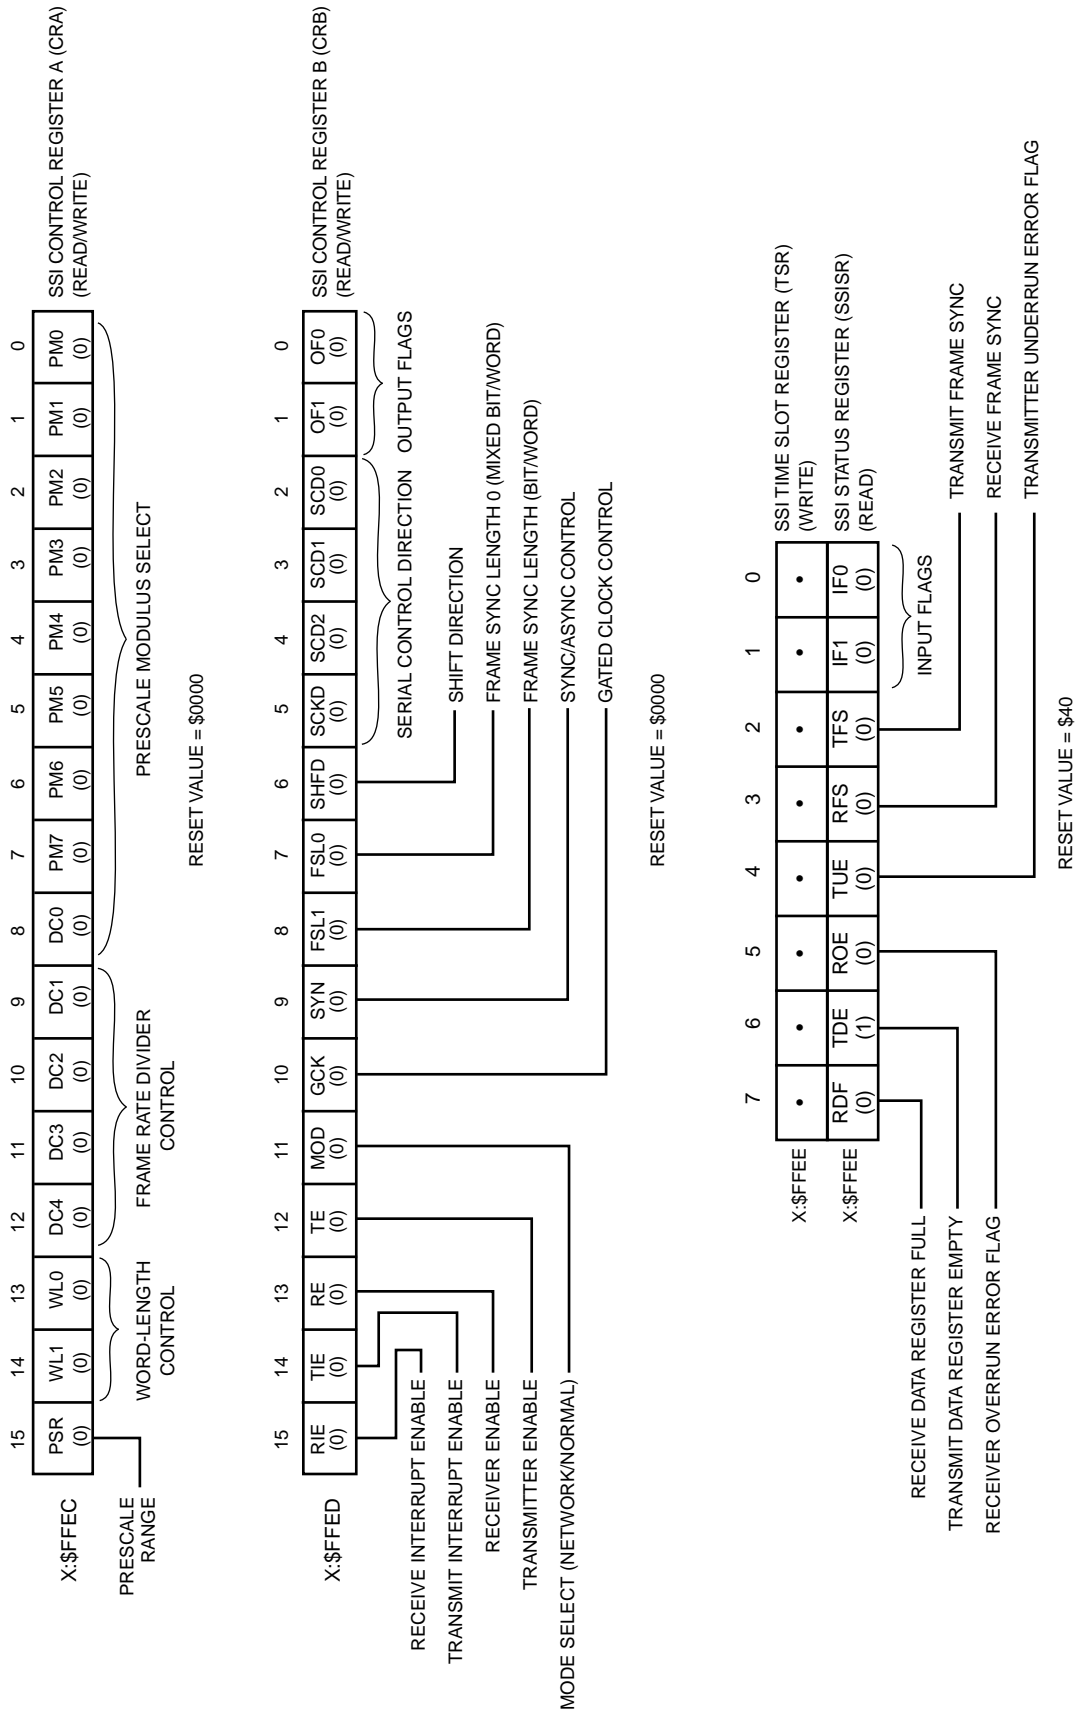 15 14 13 12 11 10 9 8 7 6 5 4 3 2 1 0
X:$FFEC
PSR WL1 WL0 DC4 DC3 DC2 DC1 DC0 PM7 PM6 PM5 PM4 PM3 PM2 PM1 PM0
(0) (0) (0) (0) (0) (0) (0) (0) (0) (0) (0) (0) (0) (0) (0) (0)
SSI CONTROL REGISTER A (CRA)
(READ/WRITE)
PRESCALE
RANGE
WORD-LENGTH
CONTROL
FRAME RATE DIVIDER
CONTROL
PRESCALE MODULUS SELECT
RESET VALUE = $0000
15 14 13 12 11 10 9 8 7 6 5 4 3 2 1 0
X:$FFED
RIE TIE RE TE MOD GCK SYN FSL1 FSL0 SHFD SCKD SCD2 SCD1 SCD0 OF1 OF0
(0) (0) (0) (0) (0) (0) (0) (0) (0) (0) (0) (0) (0) (0) (0) (0)
SSI CONTROL REGISTER B (CRB)
(READ/WRITE)
SERIAL CONTROL DIRECTION
OUTPUT FLAGS
RECEIVE INTERRUPT ENABLE
TRANSMIT INTERRUPT ENABLE
RECEIVER ENABLE
TRANSMITTER ENABLE
MODE SELECT (NETWORK/NORMAL)
SHIFT DIRECTION
FRAME SYNC LENGTH 0 (MIXED BIT/WORD)
FRAME SYNC LENGTH (BIT/WORD)
SYNC/ASYNC CONTROL
GATED CLOCK CONTROL
RESET VALUE = $0000
7 6 5 4 3 2 1 0
X:$FFEE
• • • • • • • •
SSI TIME SLOT REGISTER (TSR)
(WRITE)
X:$FFEE
RDF TDE ROE TUE RFS TFS IF1 IF0
(0) (1) (0) (0) (0) (0) (0) (0)
SSI STATUS REGISTER (SSISR)
(READ)
INPUT FLAGS
RECEIVE DATA REGISTER FULL
TRANSMIT DATA REGISTER EMPTY
RECEIVER OVERRUN ERROR FLAG
TRANSMIT FRAME SYNC
RECEIVE FRAME SYNC
TRANSMITTER UNDERRUN ERROR FLAG
RESET VALUE = $40